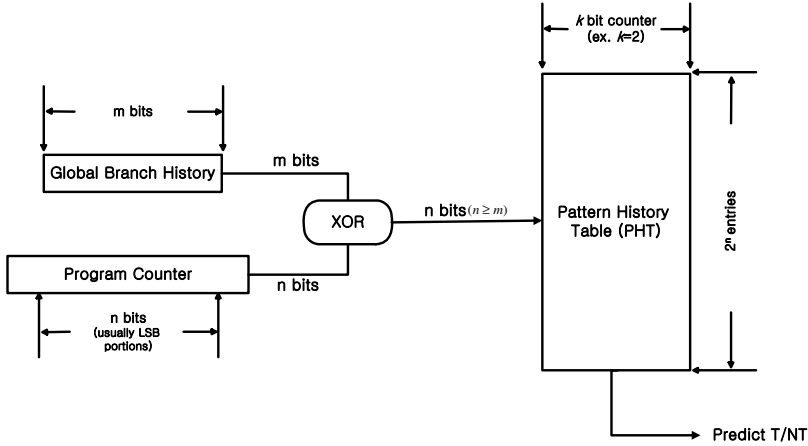 k bit counter
(ex. k=2)
m bits
Global Branch History
m bits
XOR
n bits (n ≥ m)
Pattern History
Table (PHT)
2ⁿ entries
Program Counter
n bits
n bits
(usually LSB
portions)
Predict T/NT